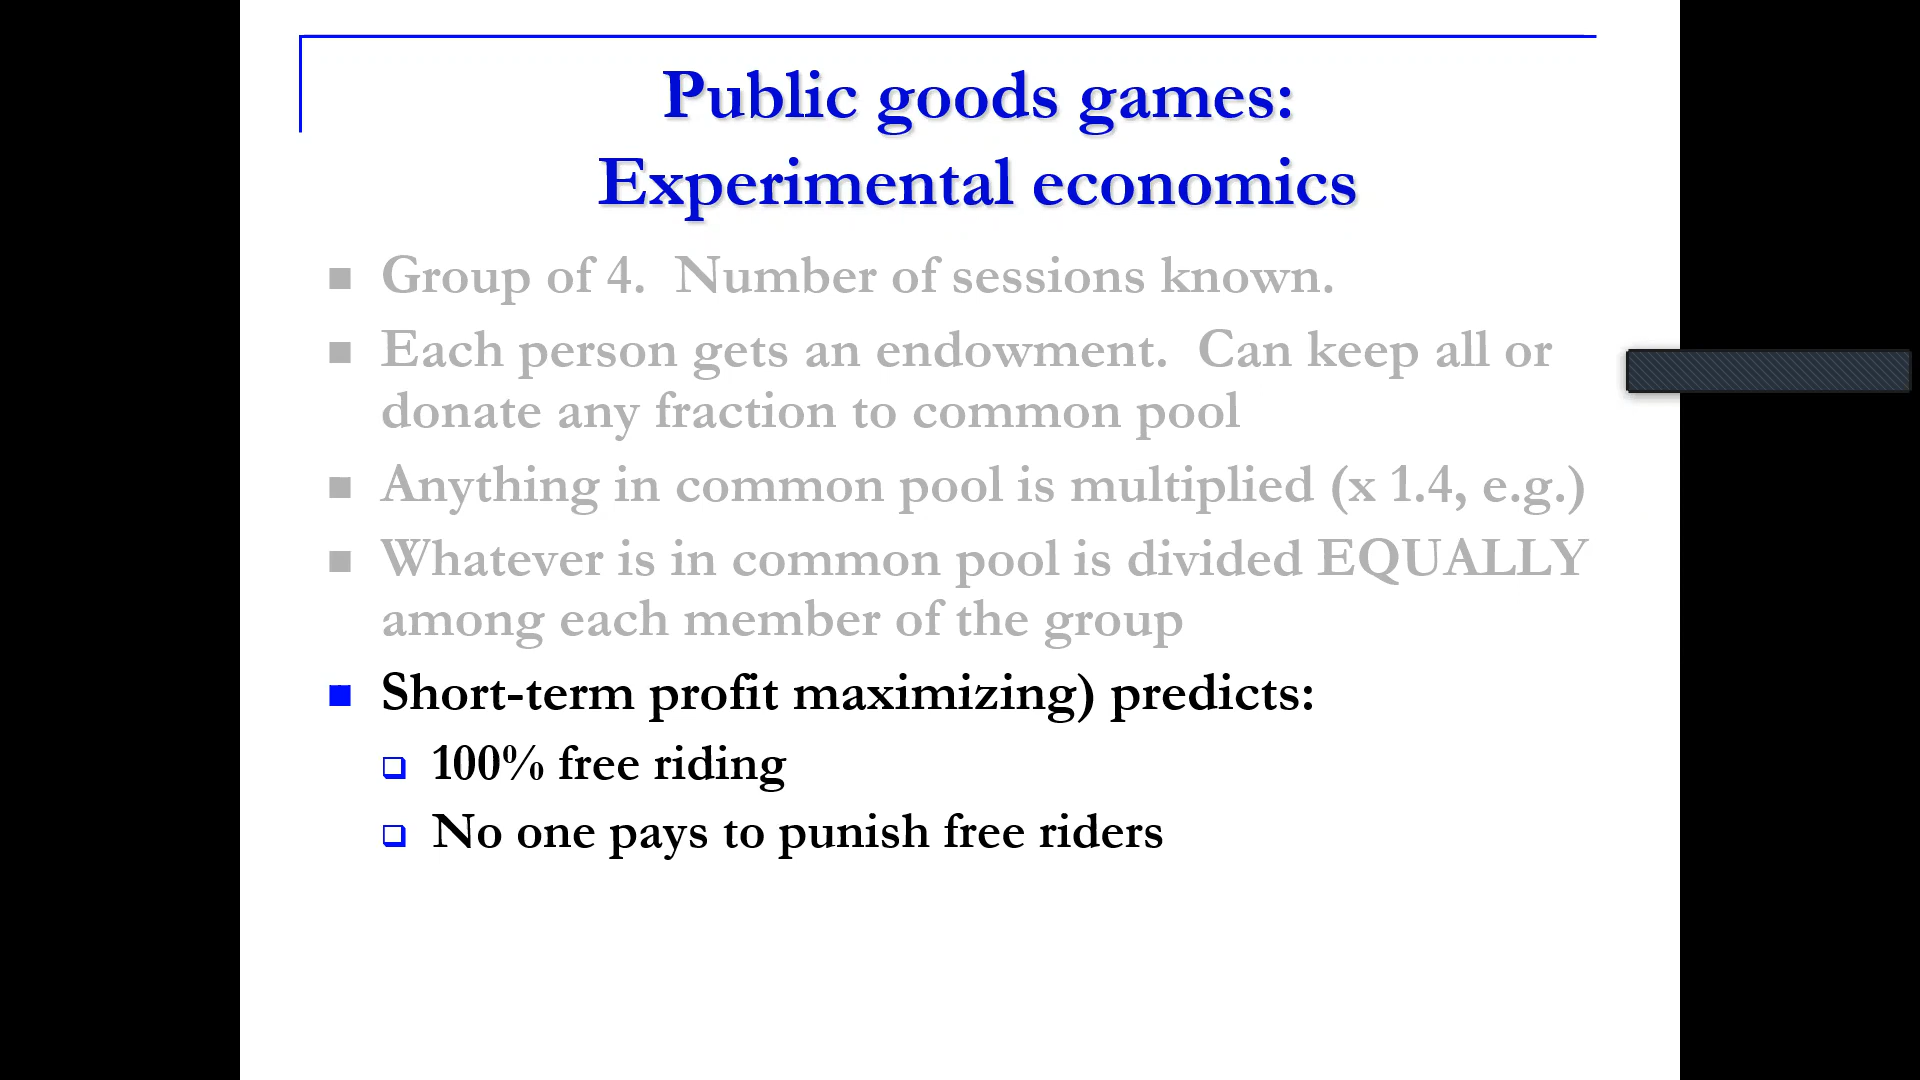 Public goods games:
Experimental economics
Group of 4. Number of sessions known.
Each person gets an endowment. Can keep all or
donate any fraction to common pool
Anything in common pool is multiplied (x 1.4, e.g.)
Whatever is in common pool is divided EQUALLY
among each member of the group
Short-term profit maximizing) predicts:
100% free riding
No one pays to punish free riders